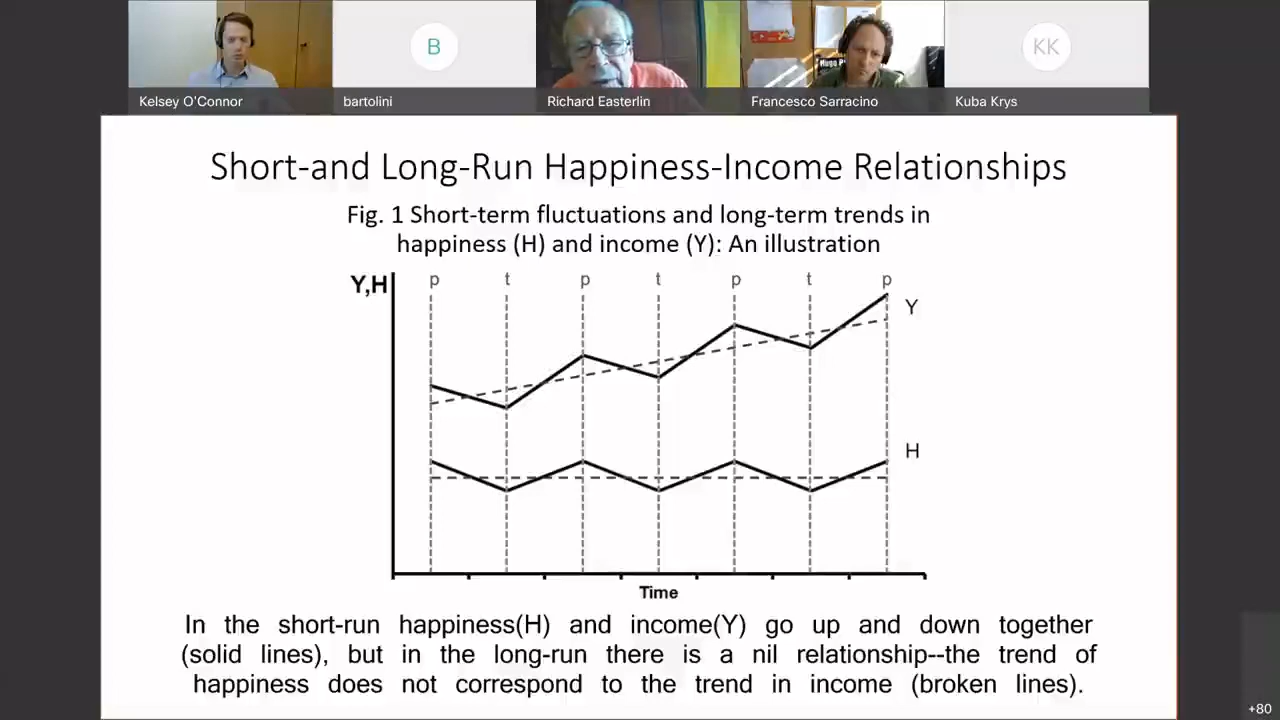 B
KK
Kelsey O'Connor
bartolini
Richard Easterlin
Francesco Sarracino
Kuba Krys
Short-and Long-Run Happiness-Income Relationships
Fig. 1 Short-term fluctuations and long-term trends in
happiness (H) and income (Y): An illustration
Y,H
p t p t p t p
Y
H
Time
In the short-run happiness(H) and income(Y) go up and down together
(solid lines), but in the long-run there is a nil relationship--the trend of
happiness does not correspond to the trend in income (broken lines).
+80